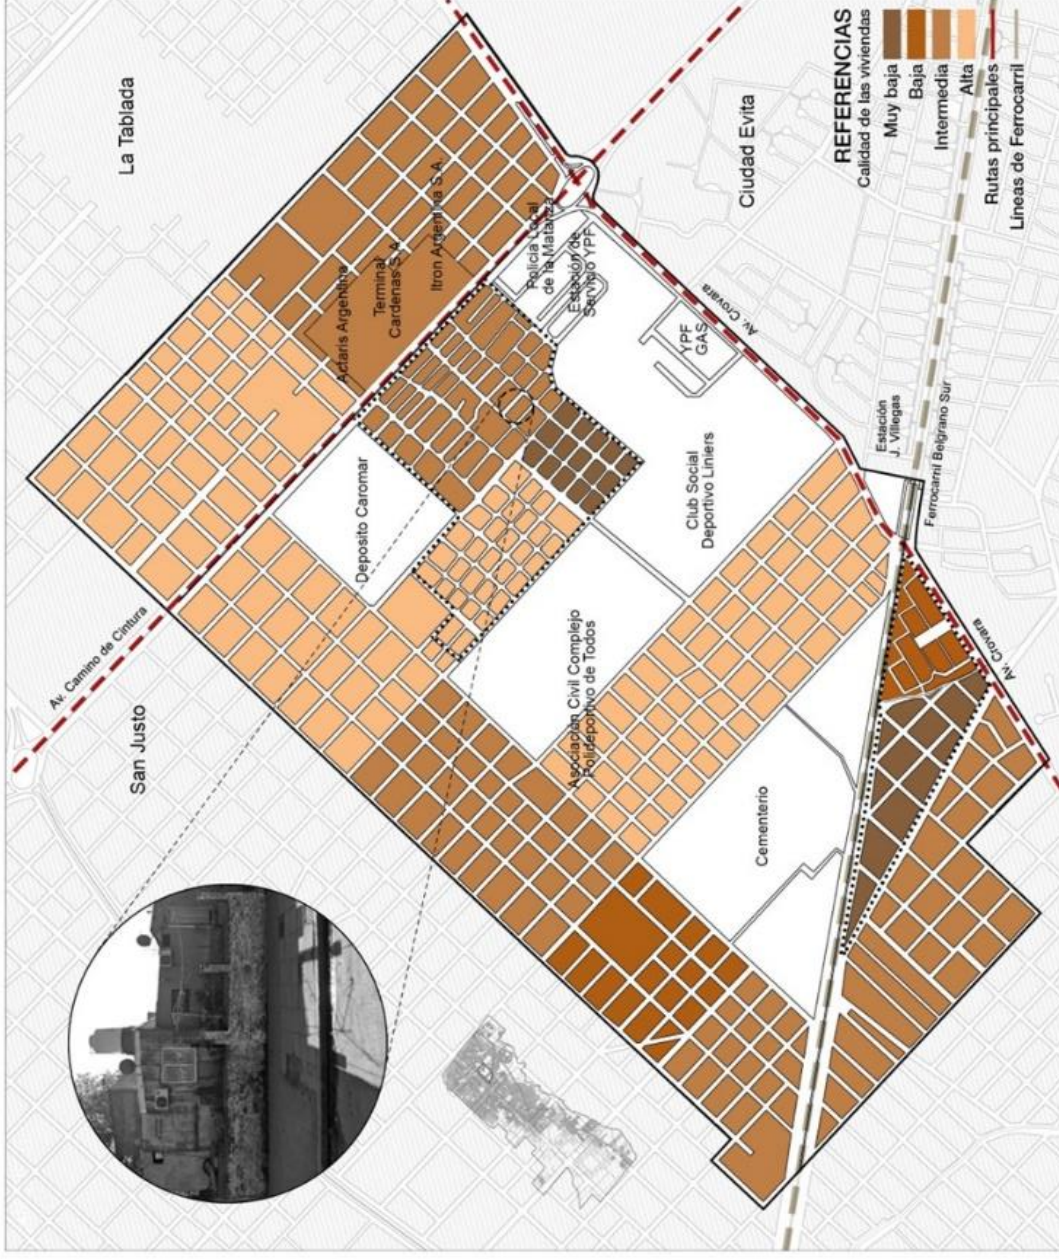 REFERENCIAS
Calidad de las viviendas
Muy baja
Baja
Intermedia
Alta
Rutas principales
Líneas de Ferrocarril
La Tablada
Ciudad Evita
San Justo
Av. Camino de Cintura
Actaris Argentina
Terminal
Cardenas S.A.
Itron Argentina S.A.
Policia Local
de la Matanza
Estación de
Servicio YPF
YPF
GAS
Av. Crovara
Deposito Caromar
Club Social
Deportivo Liniers
Estación
J. Villegas
Ferrocarril Belgrano Sur
Asociación Civil Complejo
Polideportivo de Todos
Cementerio
Av. Crovara